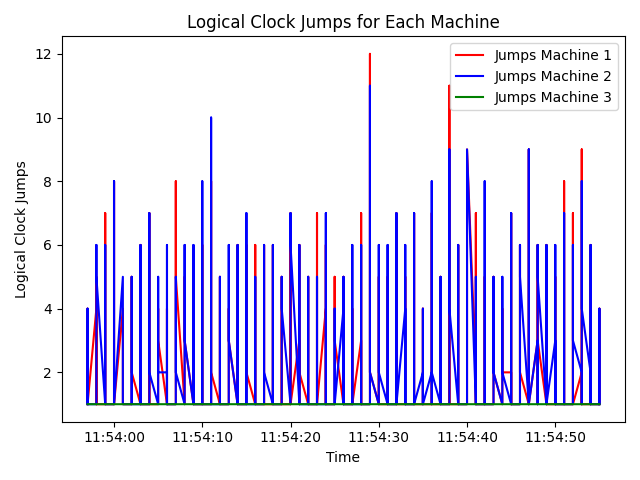 Logical Clock Jumps for Each Machine
Jumps Machine 1
Jumps Machine 2
Jumps Machine 3
Logical Clock Jumps
12
10
8
6
4
2
11:54:00 11:54:10 11:54:20 11:54:30 11:54:40 11:54:50
Time